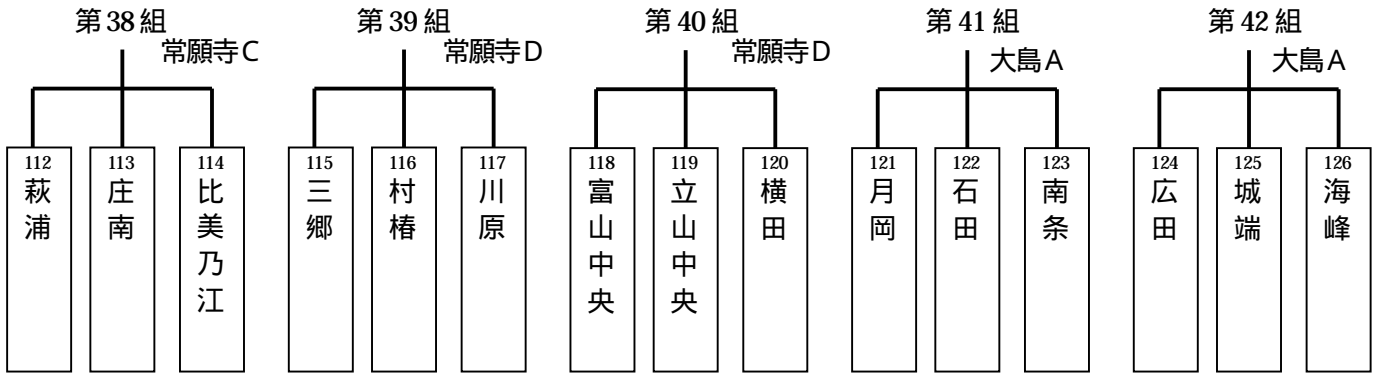 第38組
常願寺C
112
萩浦
113
庄南
114
比美乃江
第39組
常願寺D
115
三郷
116
村椿
117
川原
第40組
常願寺D
118
富山中央
119
立山中央
120
横田
第41組
大島A
121
月岡
122
石田
123
南条
第42組
大島A
124
広田
125
城端
126
海峰